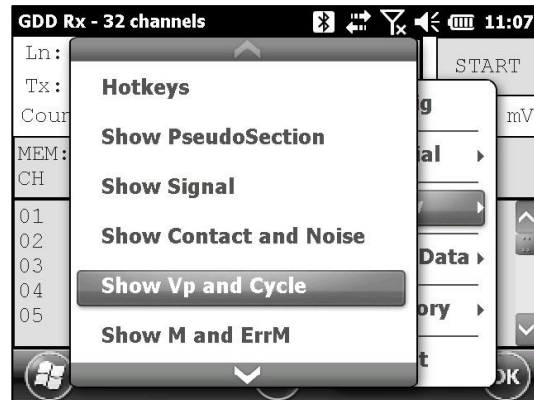 GDD Rx - 32 channels 11:07
Ln:
Tx: START
Hotkeys
Cour mV
Show PseudoSection
MEM:
CH
Show Signal
01
02 Show Contact and Noise
03 Data
04 Show Vp and Cycle
05 ory
Show M and ErrM